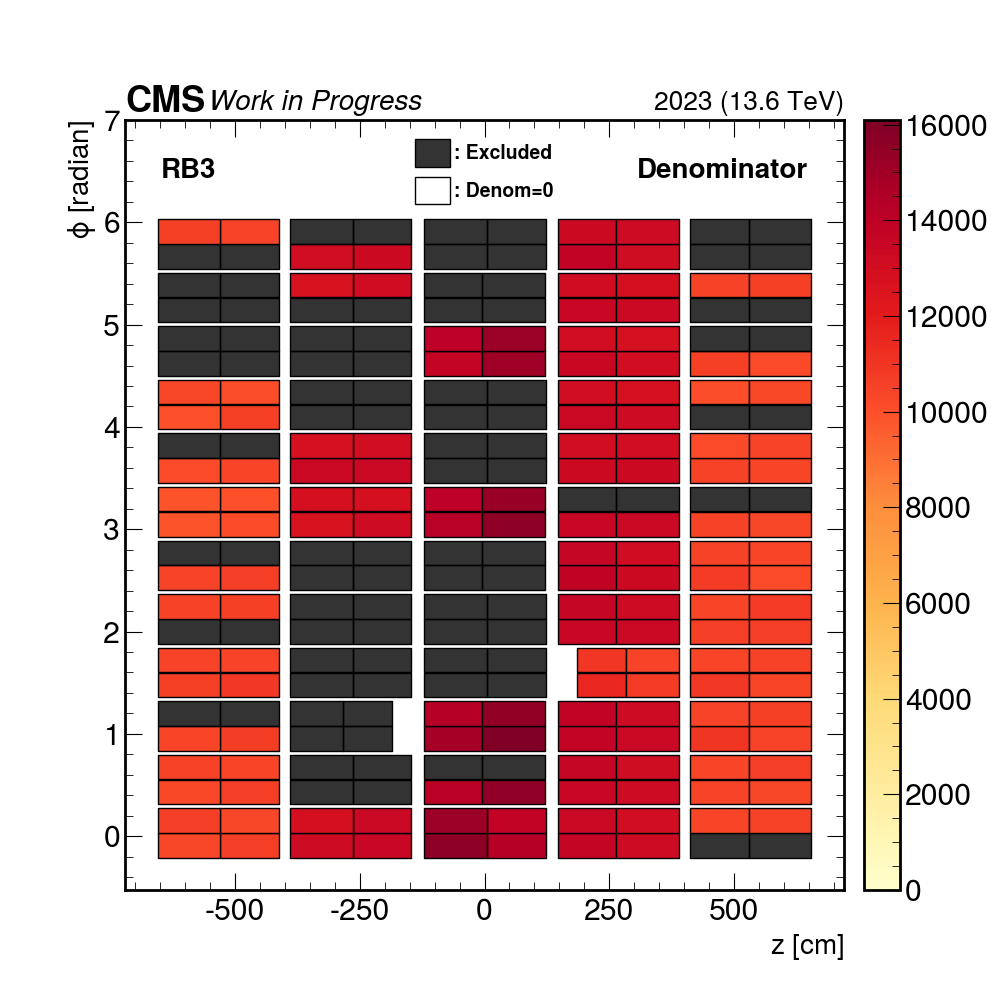 CMS Work in Progress 2023 (13.6 TeV)
RB3
: Excluded
: Denom=0
Denominator
ϕ [radian]
7
6
5
4
3
2
1
0
-500 -250 0 250 500
z [cm]
16000
14000
12000
10000
8000
6000
4000
2000
0